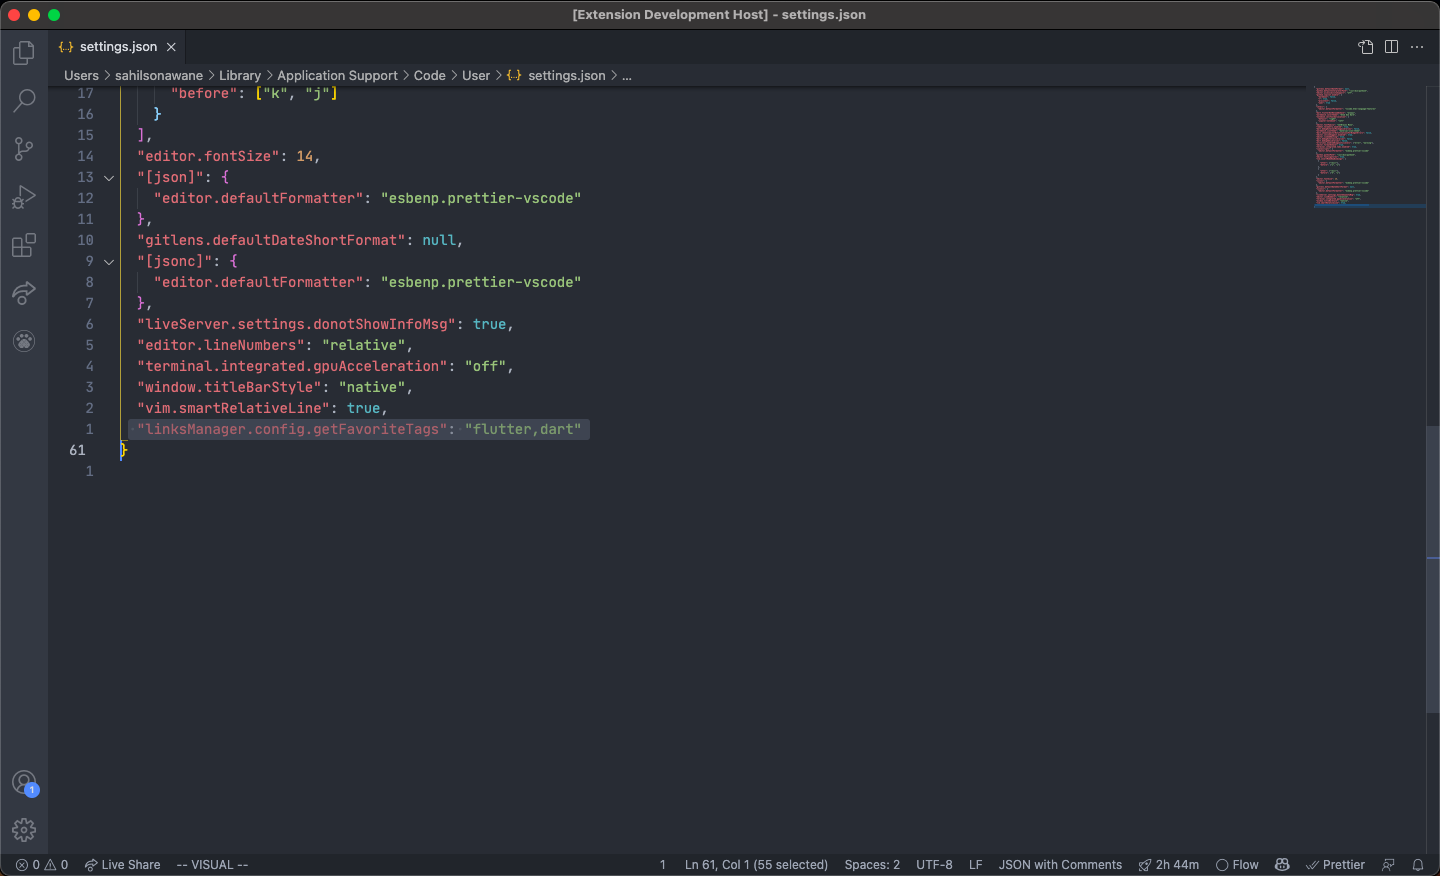 [Extension Development Host] - settings.json
{..} settings.json
Users > sahilsonawane > Library > Application Support > Code > User > {..} settings.json > ...
17 "before": ["k", "j"]
16 }
15 ],
14 "editor.fontSize": 14,
13 "[json]": {
12 "editor.defaultFormatter": "esbenp.prettier-vscode"
11 },
10 "gitlens.defaultDateShortFormat": null,
9 "[jsonc]": {
8 "editor.defaultFormatter": "esbenp.prettier-vscode"
7 },
6 "liveServer.settings.donotShowInfoMsg": true,
5 "editor.lineNumbers": "relative",
4 "terminal.integrated.gpuAcceleration": "off",
3 "window.titleBarStyle": "native",
2 "vim.smartRelativeLine": true,
1 "linksManager.config.getFavoriteTags": "flutter,dart"
61 }
1
1
0 0 Live Share -- VISUAL -- 1 Ln 61, Col 1 (55 selected) Spaces: 2 UTF-8 LF JSON with Comments 2h 44m Flow Prettier